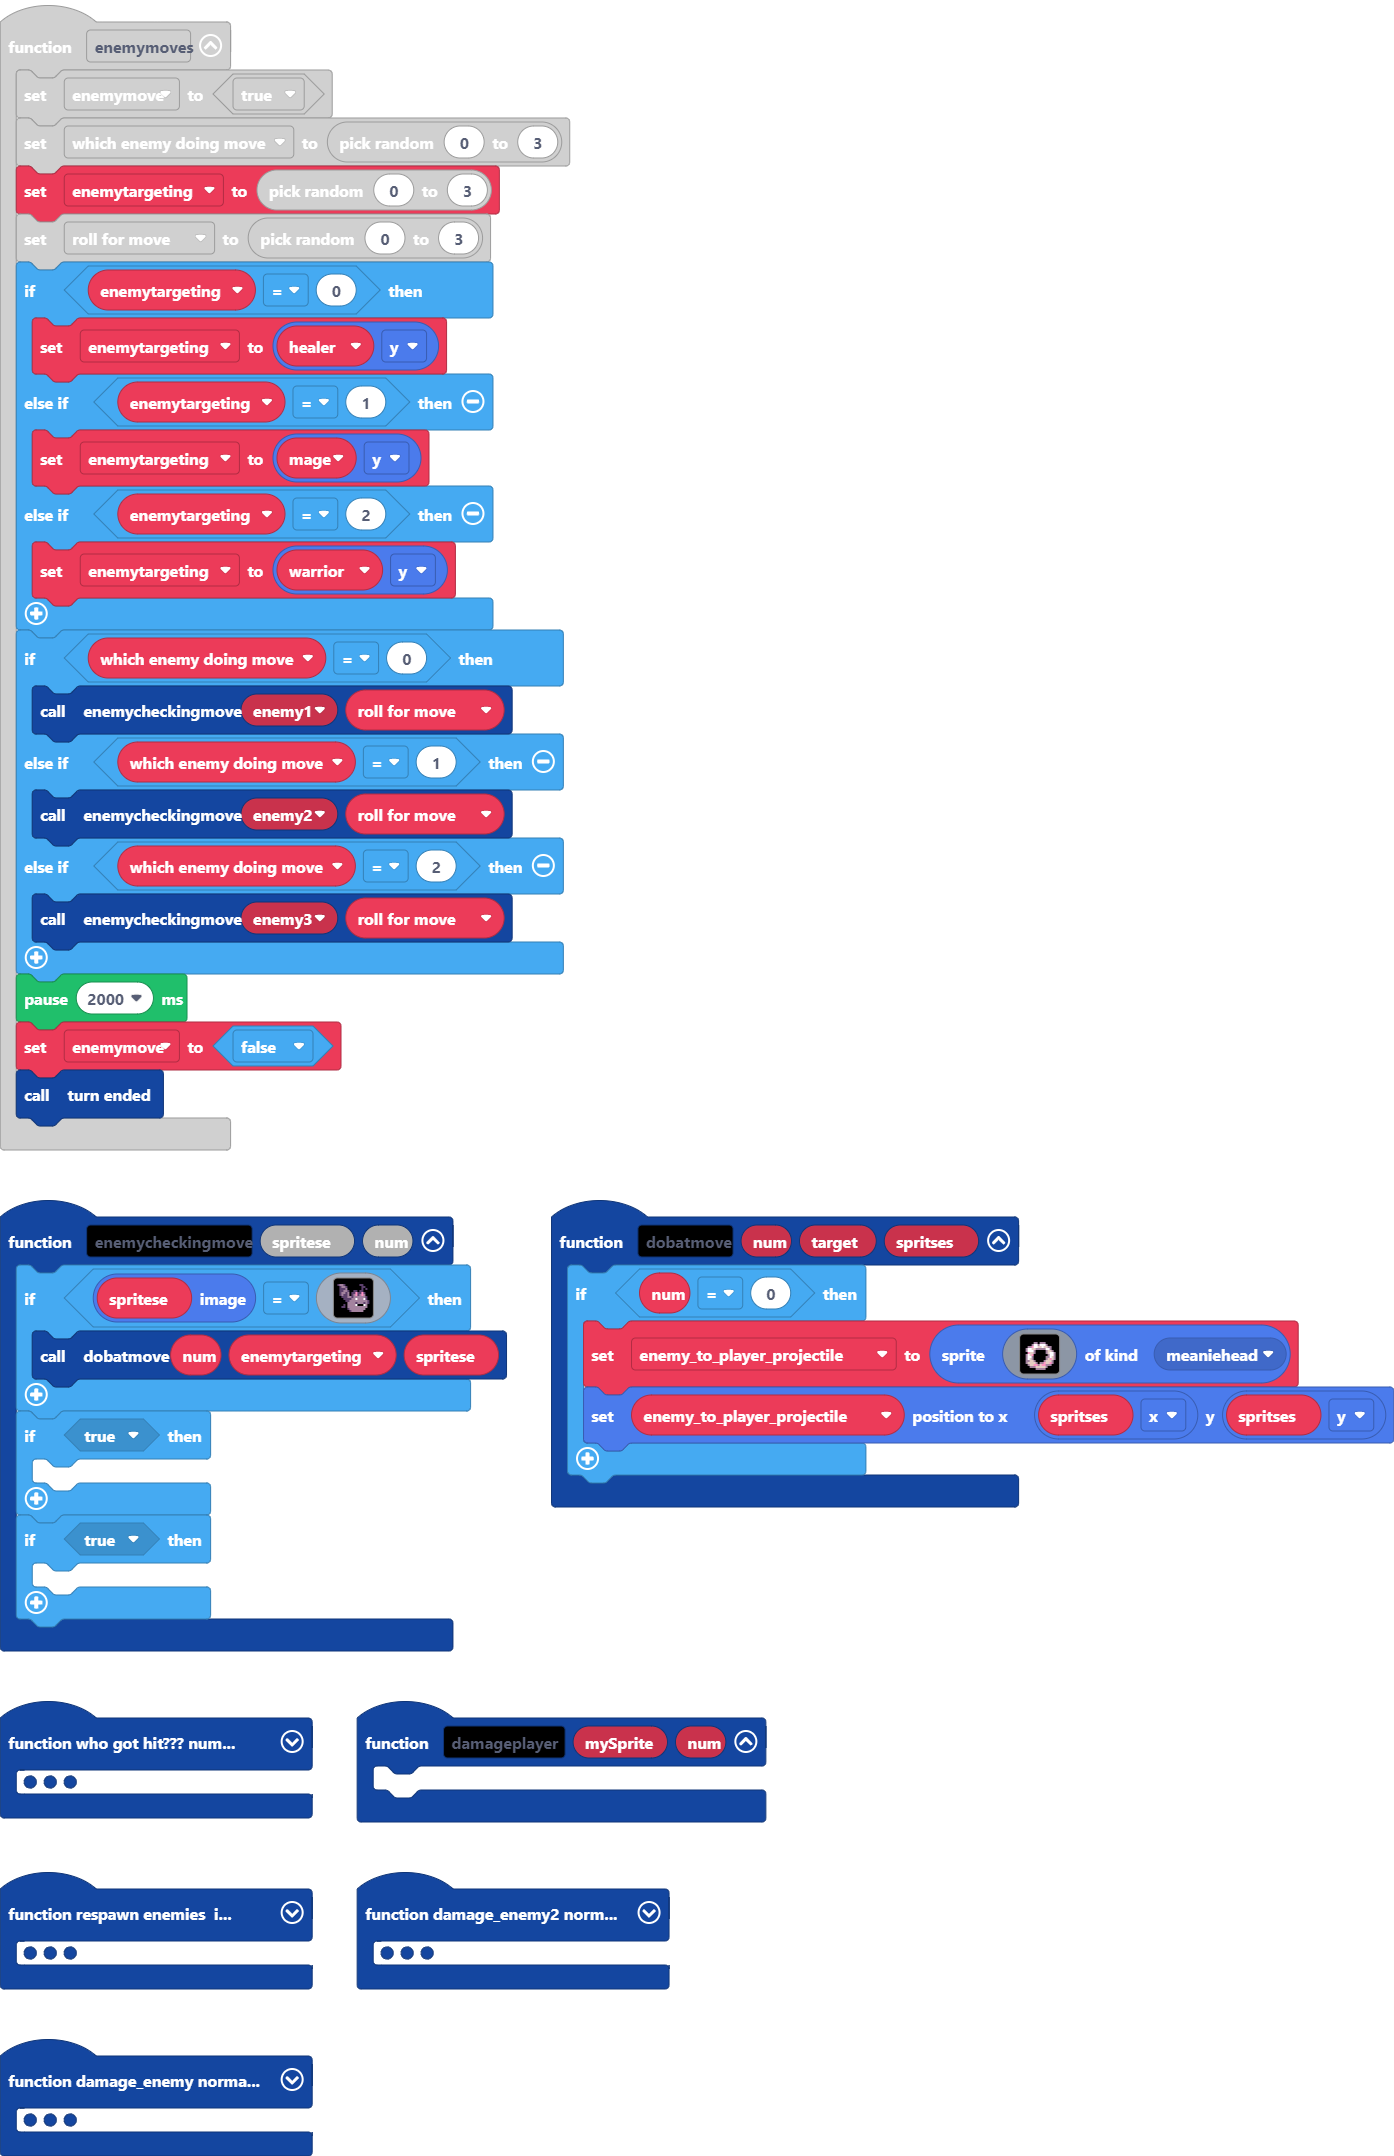 function enemymoves
set enemymove to true
set which enemy doing move to pick random 0 to 3
set enemytargeting to pick random 0 to 3
set roll for move to pick random 0 to 3
if enemytargeting = 0 then
set enemytargeting to healer y
else if enemytargeting = 1 then
set enemytargeting to mage y
else if enemytargeting = 2 then
set enemytargeting to warrior y
if which enemy doing move = 0 then
call enemycheckingmove enemy1 roll for move
else if which enemy doing move = 1 then
call enemycheckingmove enemy2 roll for move
else if which enemy doing move = 2 then
call enemycheckingmove enemy3 roll for move
pause 2000 ms
set enemymove to false
call turn ended
function enemycheckingmove spritese num
if spritese image = then
call dobatmove num enemytargeting spritese
if true then
if true then
function dobatmove num target spritses
if num = 0 then
set enemy_to_player_projectile to sprite of kind meaniehead
set enemy_to_player_projectile position to x spritses x y spritses y
function who got hit??? num...
function damageplayer mySprite num
function respawn enemies i...
function damage_enemy2 norm...
function damage_enemy norma...